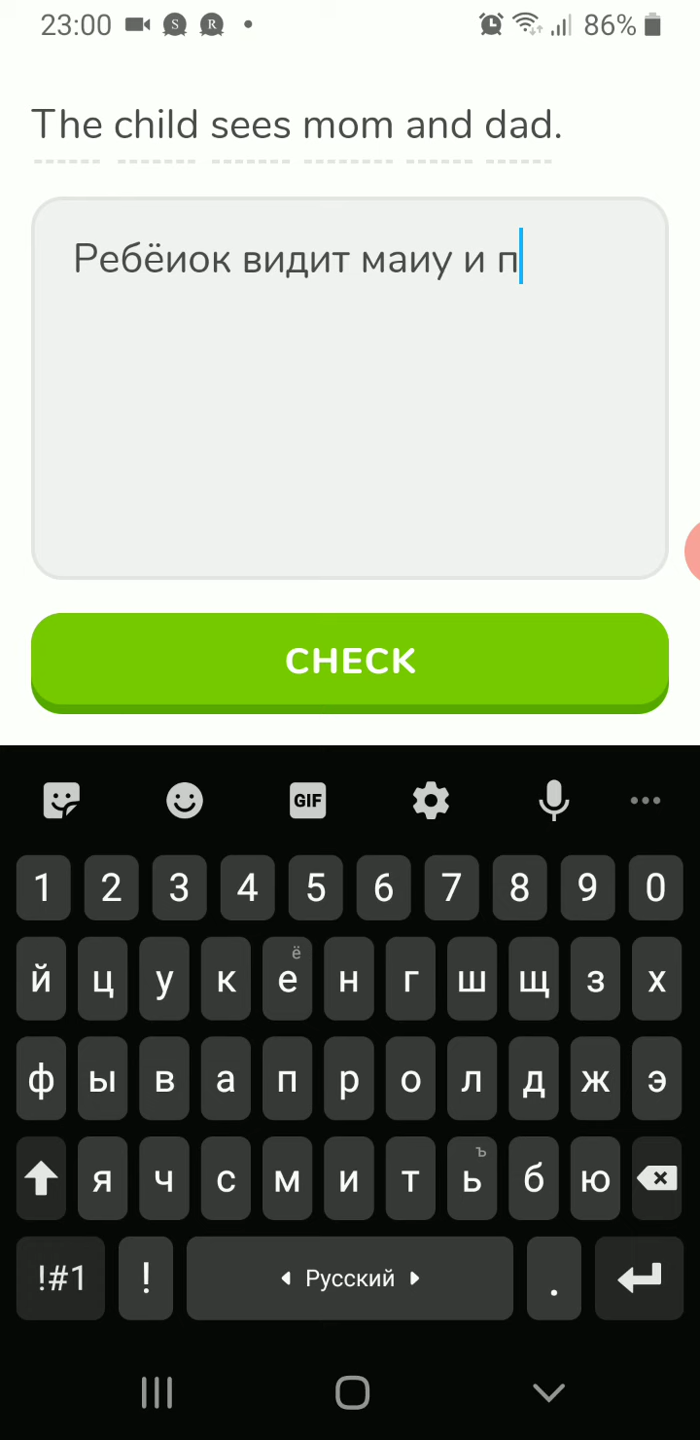 23:00 S R 86%
The child sees mom and dad.
Ребёиок видит маиу и п
CHECK
GIF
1 2 3 4 5 6 7 8 9 0
ё
й ц у к е н г ш щ з х
ф ы в а п р о л д ж э
ъ
я ч с м и т ь б ю
!#1 ! Русский .